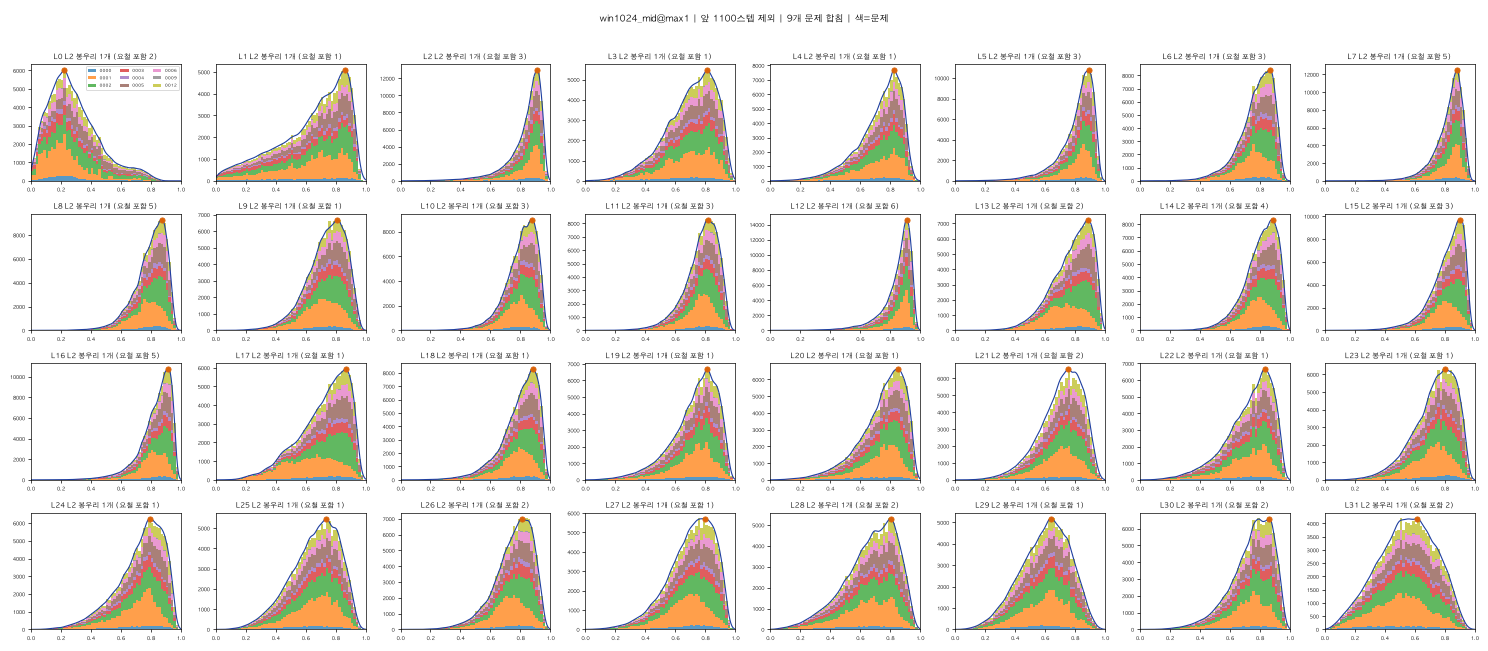 win1024_mid@max1 | 앞 1100스텝 제외 | 9개 문제 합침 | 색=문제
L0 L2 봉우리 1개 (요철 포함 2)
L1 L2 봉우리 1개 (요철 포함 1)
L2 L2 봉우리 1개 (요철 포함 3)
L3 L2 봉우리 1개 (요철 포함 1)
L4 L2 봉우리 1개 (요철 포함 1)
L5 L2 봉우리 1개 (요철 포함 3)
L6 L2 봉우리 1개 (요철 포함 3)
L7 L2 봉우리 1개 (요철 포함 5)
0000 0003 0006
0001 0004 0009
0002 0005 0012
L8 L2 봉우리 1개 (요철 포함 5)
L9 L2 봉우리 1개 (요철 포함 1)
L10 L2 봉우리 1개 (요철 포함 3)
L11 L2 봉우리 1개 (요철 포함 3)
L12 L2 봉우리 1개 (요철 포함 6)
L13 L2 봉우리 1개 (요철 포함 2)
L14 L2 봉우리 1개 (요철 포함 4)
L15 L2 봉우리 1개 (요철 포함 3)
L16 L2 봉우리 1개 (요철 포함 5)
L17 L2 봉우리 1개 (요철 포함 1)
L18 L2 봉우리 1개 (요철 포함 1)
L19 L2 봉우리 1개 (요철 포함 1)
L20 L2 봉우리 1개 (요철 포함 1)
L21 L2 봉우리 1개 (요철 포함 2)
L22 L2 봉우리 1개 (요철 포함 1)
L23 L2 봉우리 1개 (요철 포함 1)
L24 L2 봉우리 1개 (요철 포함 1)
L25 L2 봉우리 1개 (요철 포함 1)
L26 L2 봉우리 1개 (요철 포함 2)
L27 L2 봉우리 1개 (요철 포함 1)
L28 L2 봉우리 1개 (요철 포함 2)
L29 L2 봉우리 1개 (요철 포함 1)
L30 L2 봉우리 1개 (요철 포함 2)
L31 L2 봉우리 1개 (요철 포함 2)